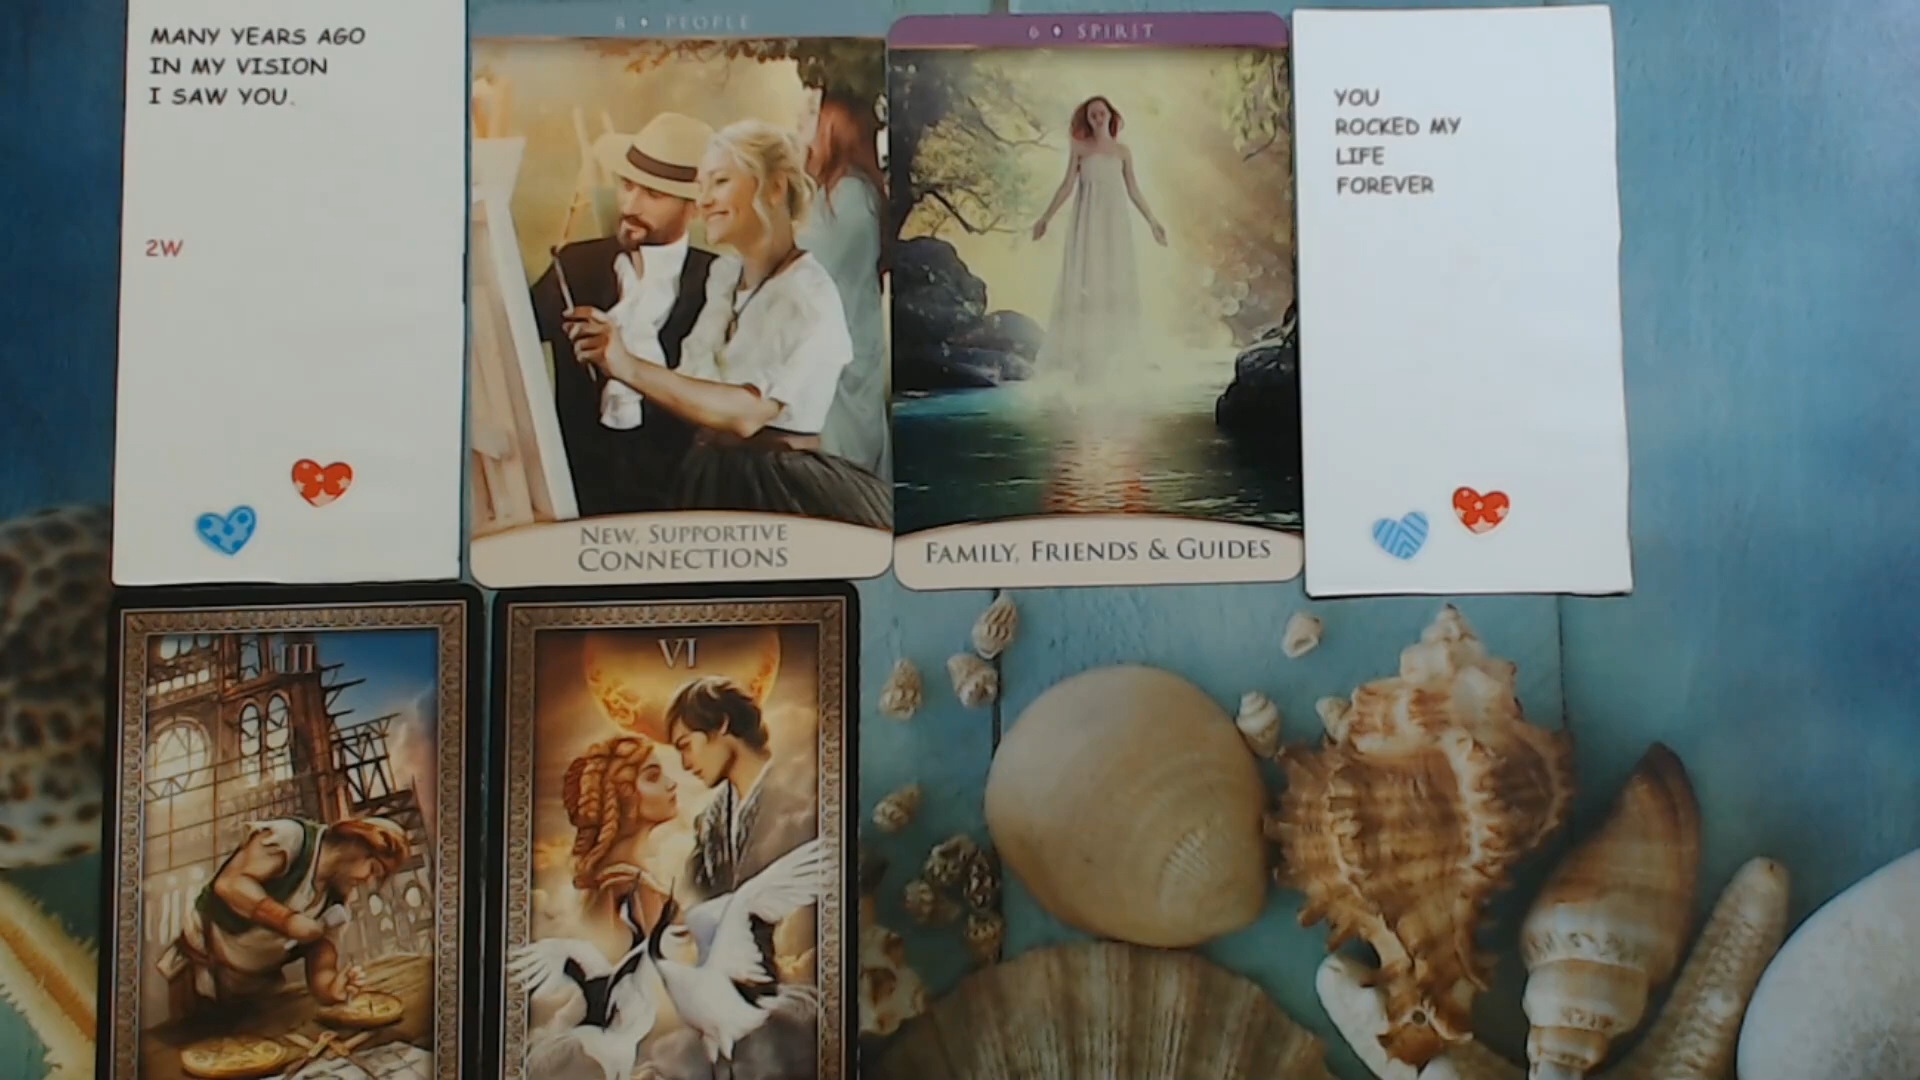 MANY YEARS AGO
IN MY VISION
I SAW YOU.
2W
8 ♦ PEOPLE
NEW, SUPPORTIVE
CONNECTIONS
6 ♦ SPIRIT
FAMILY, FRIENDS & GUIDES
YOU
ROCKED MY
LIFE
FOREVER
III
VI